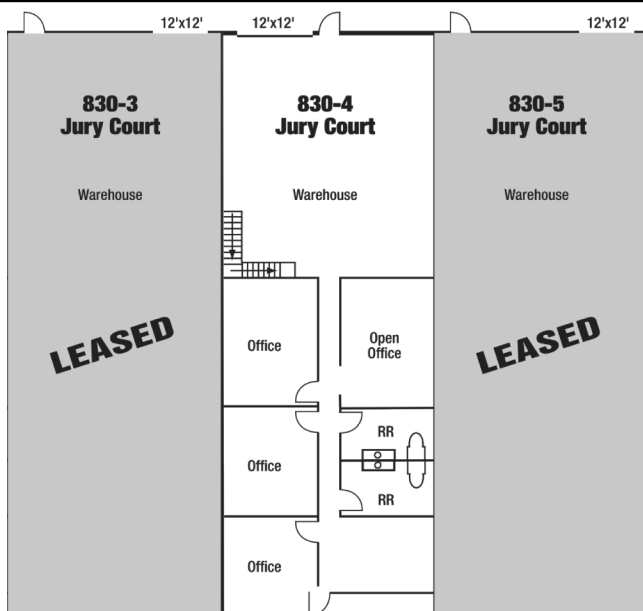 12'x12'
12'x12'
12'x12'
830-3
Jury Court
830-4
Jury Court
830-5
Jury Court
Warehouse
Warehouse
Warehouse
LEASED
Office
Open
Office
LEASED
Office
RR
RR
Office